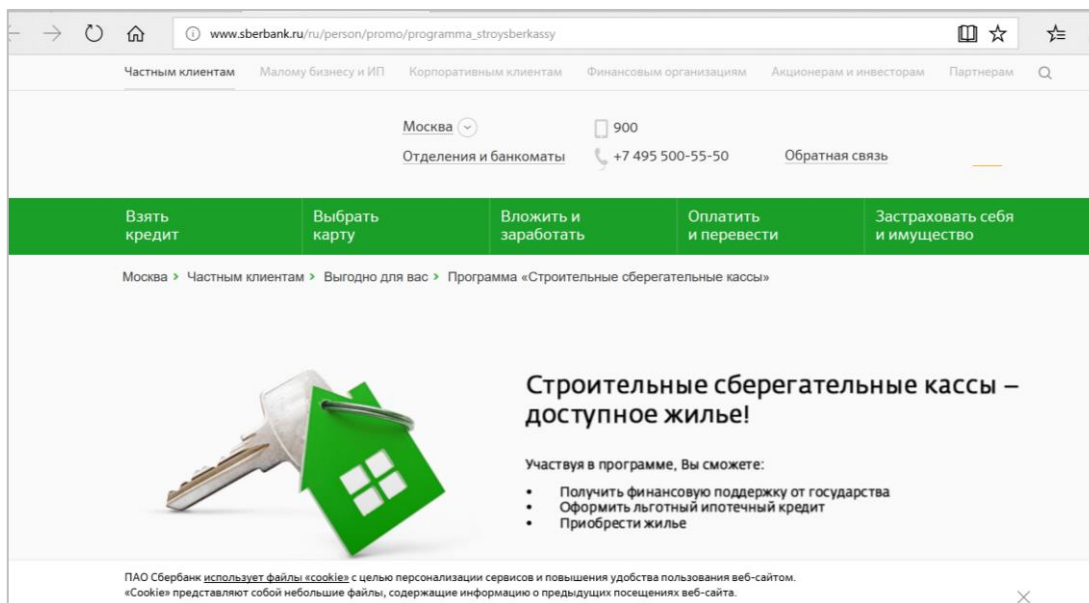 www.sberbank.ru/ru/person/promo/programma_stroysberkassy
Частным клиентам Малому бизнесу и ИП Корпоративным клиентам Финансовым организациям Акционерам и инвесторам Партнерам
Москва 900
Отделения и банкоматы +7 495 500-55-50 Обратная связь
Взять Выбрать Вложить и Оплатить Застраховать себя
кредит карту заработать и перевести и имущество
Москва > Частным клиентам > Выгодно для вас > Программа «Строительные сберегательные кассы»
Строительные сберегательные кассы –
доступное жилье!
Участвуя в программе, Вы сможете:
• Получить финансовую поддержку от государства
• Оформить льготный ипотечный кредит
• Приобрести жилье
ПАО Сбербанк использует файлы «cookie» с целью персонализации сервисов и повышения удобства пользования веб-сайтом.
«Cookie» представляют собой небольшие файлы, содержащие информацию о предыдущих посещениях веб-сайта.